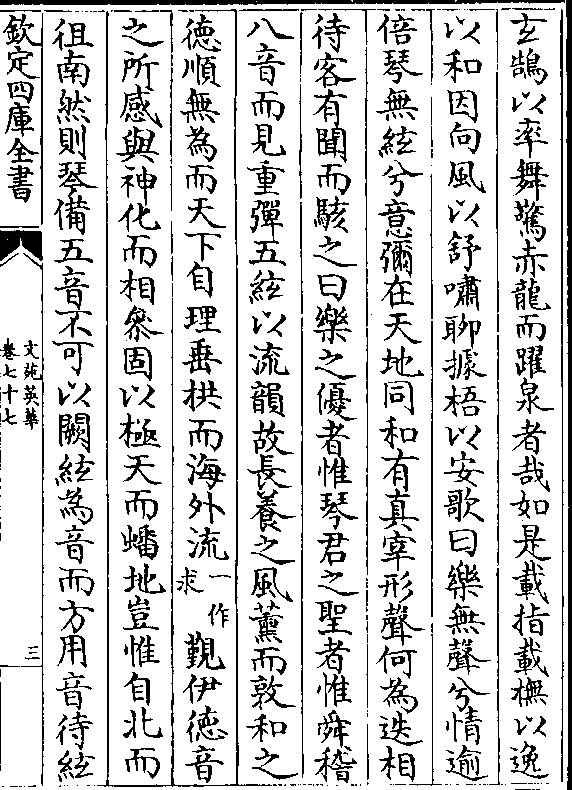 玄鵠以率舞驚赤龍而躍泉者哉如是載指載撫以逸
以和因向風以舒嘯聊據梧以安歌曰樂無聲兮情逾
倍琴無絃兮意彌在天地同和有真宰形聲何為迭相
待客有聞而駭之曰樂之優者惟琴君之聖者惟舜稽
八音而見重彈五絃以流韻故長養之風薰而敦和之
德順無為而天下自理垂拱而海外流一作求觀伊德音
之所感與神化而相叅固以極天而蟠地豈惟自北而
徂南然則琴備五音不可以闕絃為音而方用音待絃
欽定四庫全書
文苑英華
卷七十七
三